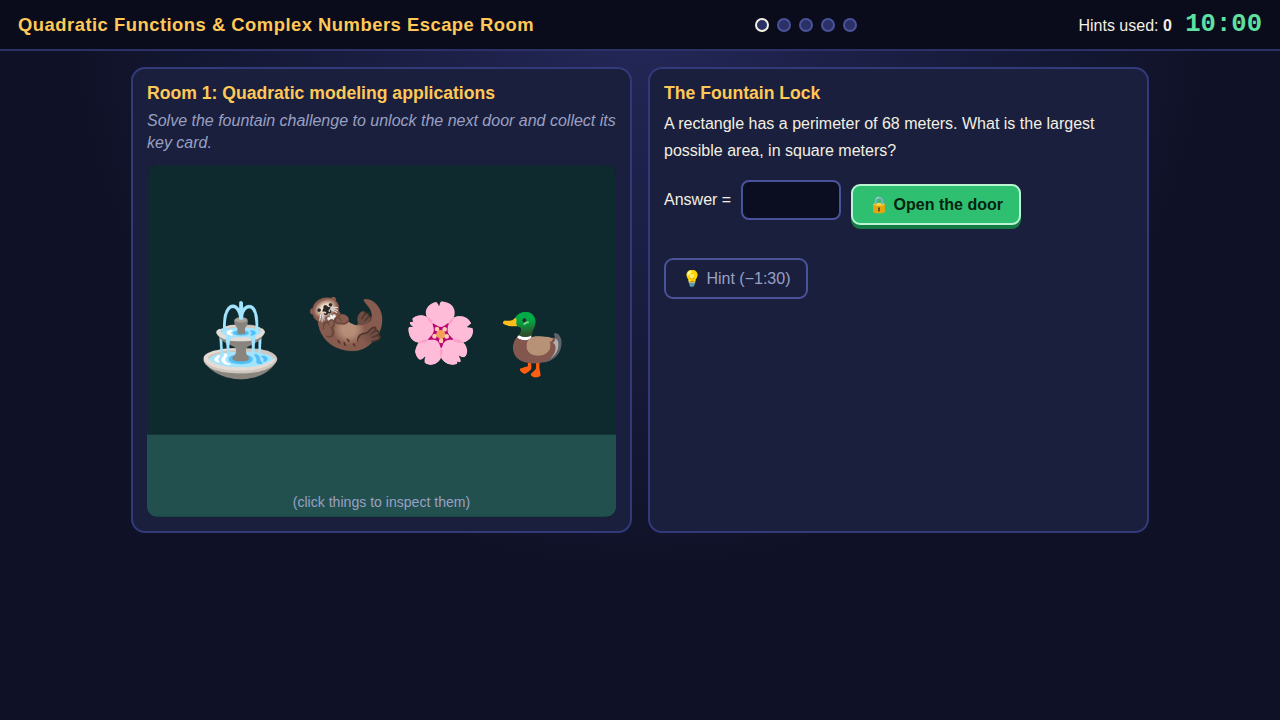 Quadratic Functions & Complex Numbers Escape Room
Hints used: 0 10:00
Room 1: Quadratic modeling applications
Solve the fountain challenge to unlock the next door and collect its
key card.
(click things to inspect them)
The Fountain Lock
A rectangle has a perimeter of 68 meters. What is the largest
possible area, in square meters?
Answer =
🔒 Open the door
💡 Hint (−1:30)